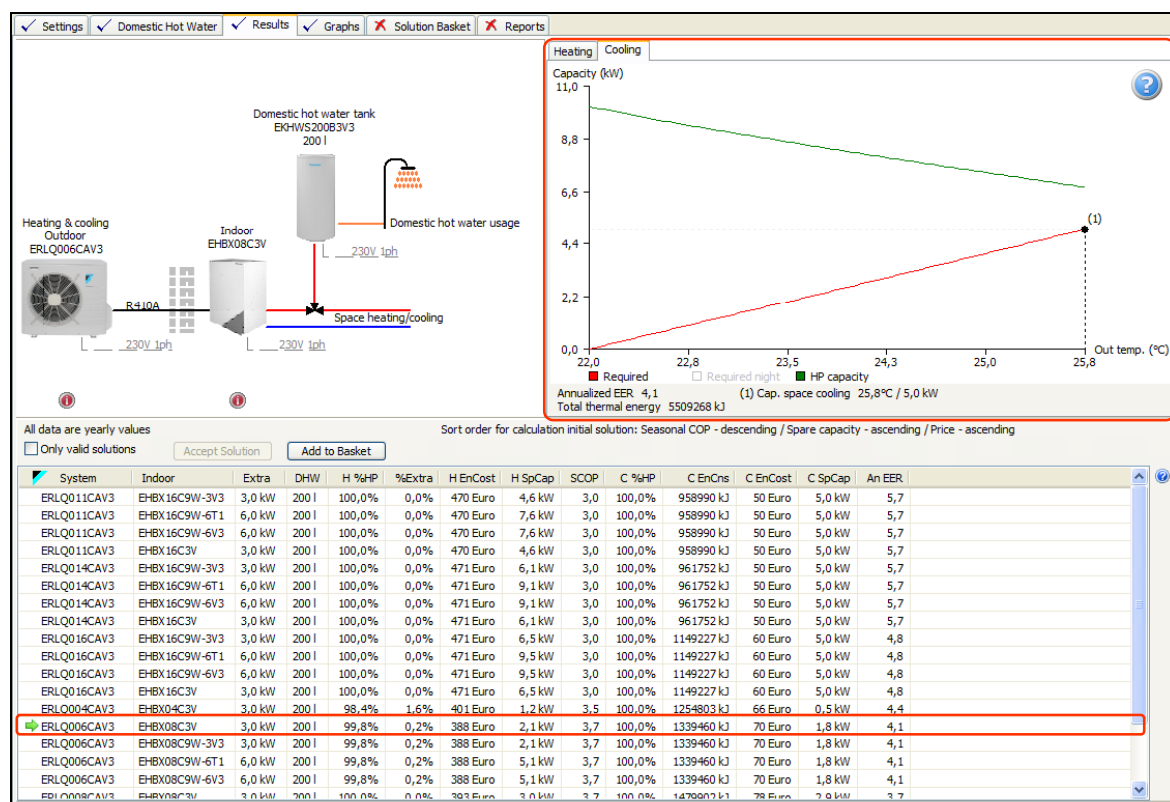 Settings Domestic Hot Water Results Graphs Solution Basket Reports
Domestic hot water tank
EKHWS200B3V3
200 l
Domestic hot water usage
230V 1ph
Heating & cooling
Outdoor
ERLQ006CAV3
Indoor
EHBX08C3V
R410A
Space heating/cooling
230V 1ph
230V 1ph
Heating Cooling
Capacity (kW)
11,0
8,8
6,6
4,4
2,2
0,0
(1)
22,0 22,8 23,5 24,3 25,0 25,8
Out temp. (ºC)
Required Required night HP capacity
Annualized EER 4,1 (1) Cap. space cooling 25,8ºC / 5,0 kW
Total thermal energy 5509268 kJ
All data are yearly values
Sort order for calculation initial solution: Seasonal COP - descending / Spare capacity - ascending / Price - ascending
Only valid solutions Accept Solution Add to Basket
System Indoor Extra DHW H %HP %Extra H EnCost H SpCap SCOP C %HP C EnCns C EnCost C SpCap An EER
ERLQ011CAV3 EHBX16C9W-3V3 3,0 kW 200 l 100,0% 0,0% 470 Euro 4,6 kW 3,0 100,0% 958990 kJ 50 Euro 5,0 kW 5,7
ERLQ011CAV3 EHBX16C9W-6T1 6,0 kW 200 l 100,0% 0,0% 470 Euro 7,6 kW 3,0 100,0% 958990 kJ 50 Euro 5,0 kW 5,7
ERLQ011CAV3 EHBX16C9W-6V3 6,0 kW 200 l 100,0% 0,0% 470 Euro 7,6 kW 3,0 100,0% 958990 kJ 50 Euro 5,0 kW 5,7
ERLQ011CAV3 EHBX16C3V 3,0 kW 200 l 100,0% 0,0% 470 Euro 4,6 kW 3,0 100,0% 958990 kJ 50 Euro 5,0 kW 5,7
ERLQ014CAV3 EHBX16C9W-3V3 3,0 kW 200 l 100,0% 0,0% 471 Euro 6,1 kW 3,0 100,0% 961752 kJ 50 Euro 5,0 kW 5,7
ERLQ014CAV3 EHBX16C9W-6T1 6,0 kW 200 l 100,0% 0,0% 471 Euro 9,1 kW 3,0 100,0% 961752 kJ 50 Euro 5,0 kW 5,7
ERLQ014CAV3 EHBX16C9W-6V3 6,0 kW 200 l 100,0% 0,0% 471 Euro 9,1 kW 3,0 100,0% 961752 kJ 50 Euro 5,0 kW 5,7
ERLQ014CAV3 EHBX16C3V 3,0 kW 200 l 100,0% 0,0% 471 Euro 6,1 kW 3,0 100,0% 961752 kJ 50 Euro 5,0 kW 5,7
ERLQ016CAV3 EHBX16C9W-3V3 3,0 kW 200 l 100,0% 0,0% 471 Euro 6,5 kW 3,0 100,0% 1149227 kJ 60 Euro 5,0 kW 4,8
ERLQ016CAV3 EHBX16C9W-6T1 6,0 kW 200 l 100,0% 0,0% 471 Euro 9,5 kW 3,0 100,0% 1149227 kJ 60 Euro 5,0 kW 4,8
ERLQ016CAV3 EHBX16C9W-6V3 6,0 kW 200 l 100,0% 0,0% 471 Euro 9,5 kW 3,0 100,0% 1149227 kJ 60 Euro 5,0 kW 4,8
ERLQ016CAV3 EHBX16C3V 3,0 kW 200 l 100,0% 0,0% 471 Euro 6,5 kW 3,0 100,0% 1149227 kJ 60 Euro 5,0 kW 4,8
ERLQ004CAV3 EHBX04C3V 3,0 kW 200 l 98,4% 1,6% 401 Euro 1,2 kW 3,5 100,0% 1254803 kJ 66 Euro 0,5 kW 4,4
ERLQ006CAV3 EHBX08C3V 3,0 kW 200 l 99,8% 0,2% 388 Euro 2,1 kW 3,7 100,0% 1339460 kJ 70 Euro 1,8 kW 4,1
ERLQ006CAV3 EHBX08C9W-3V3 3,0 kW 200 l 99,8% 0,2% 388 Euro 2,1 kW 3,7 100,0% 1339460 kJ 70 Euro 1,8 kW 4,1
ERLQ006CAV3 EHBX08C9W-6T1 6,0 kW 200 l 99,8% 0,2% 388 Euro 5,1 kW 3,7 100,0% 1339460 kJ 70 Euro 1,8 kW 4,1
ERLQ006CAV3 EHBX08C9W-6V3 6,0 kW 200 l 99,8% 0,2% 388 Euro 5,1 kW 3,7 100,0% 1339460 kJ 70 Euro 1,8 kW 4,1
ERLQ008CAV3 EHBX08C3V 3,0 kW 200 l 100,0% 0,0% 393 Euro 3,0 kW 3,7 100,0% 1479902 kJ 78 Euro 2,9 kW 3,7